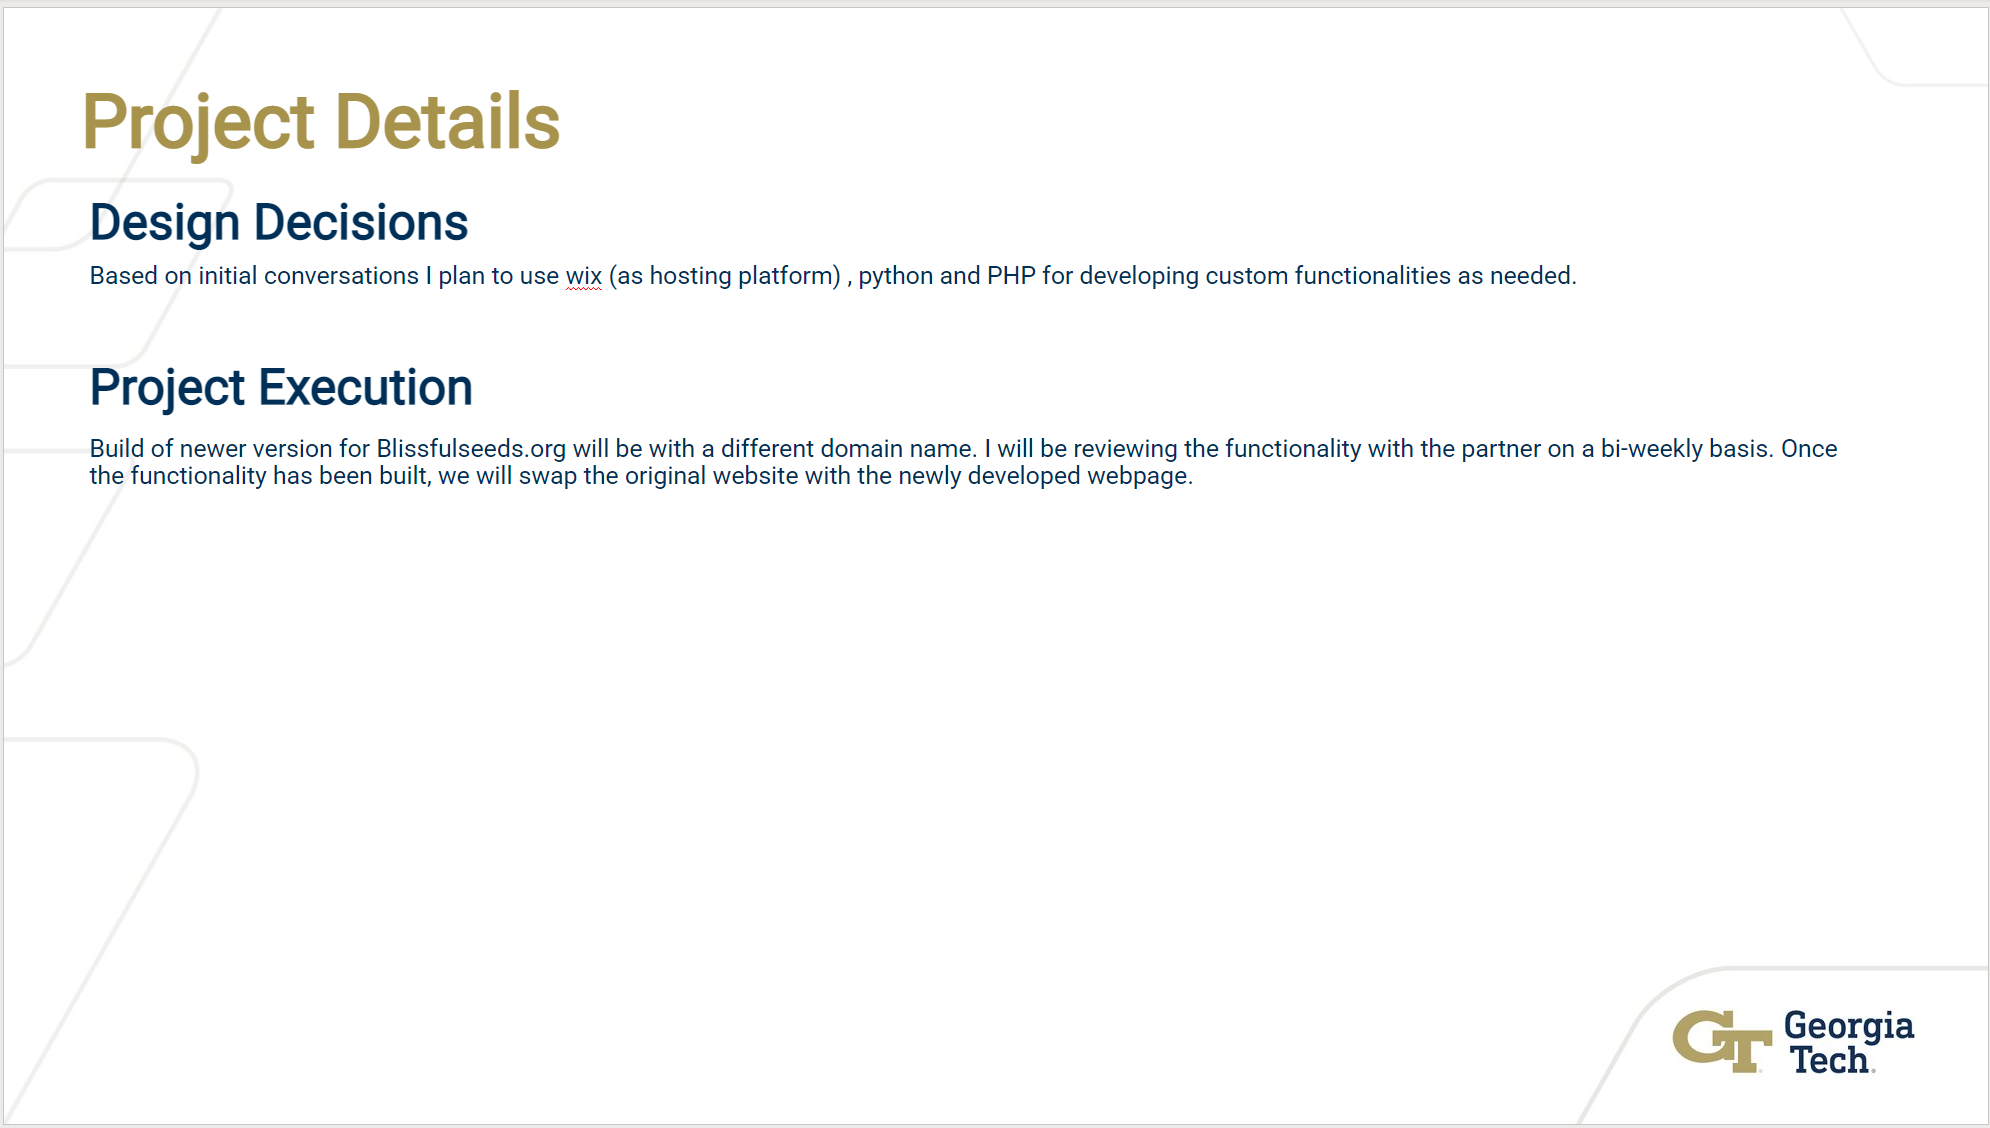 Project Details
Design Decisions
Based on initial conversations I plan to use wix (as hosting platform) , python and PHP for developing custom functionalities as needed.
Project Execution
Build of newer version for Blissfulseeds.org will be with a different domain name. I will be reviewing the functionality with the partner on a bi-weekly basis. Once
the functionality has been built, we will swap the original website with the newly developed webpage.
GT Georgia
Tech